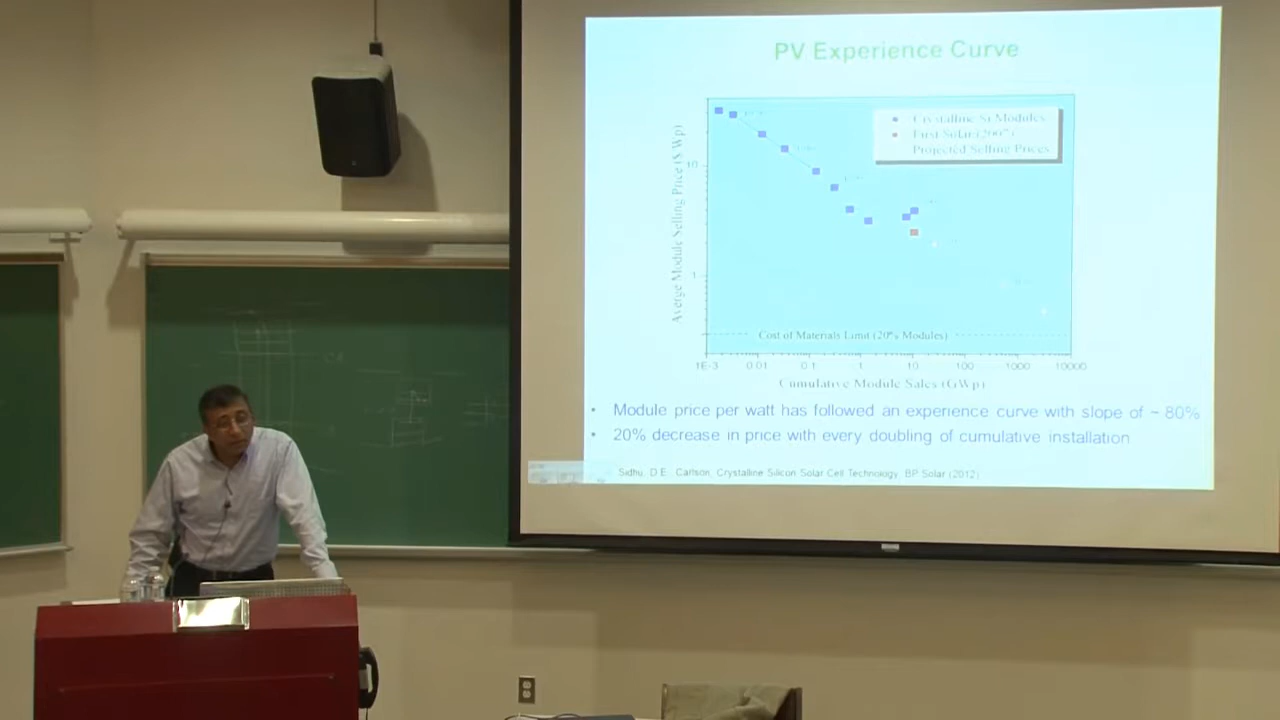 PV Experience Curve
Crystalline Si Modules
First Solar
Projected Selling Prices
Averge Module Selling Price ($/Wp)
10
1
Cost of Materials Limit (20% Modules)
1E-3 0.01 0.1 1 10 100 1000 10000
Cumulative Module Sales (GWp)
• Module price per watt has followed an experience curve with slope of ~ 80%
• 20% decrease in price with every doubling of cumulative installation
Sidhu, D.E. Carlson, Crystalline Silicon Solar Cell Technology, BP Solar (2012)